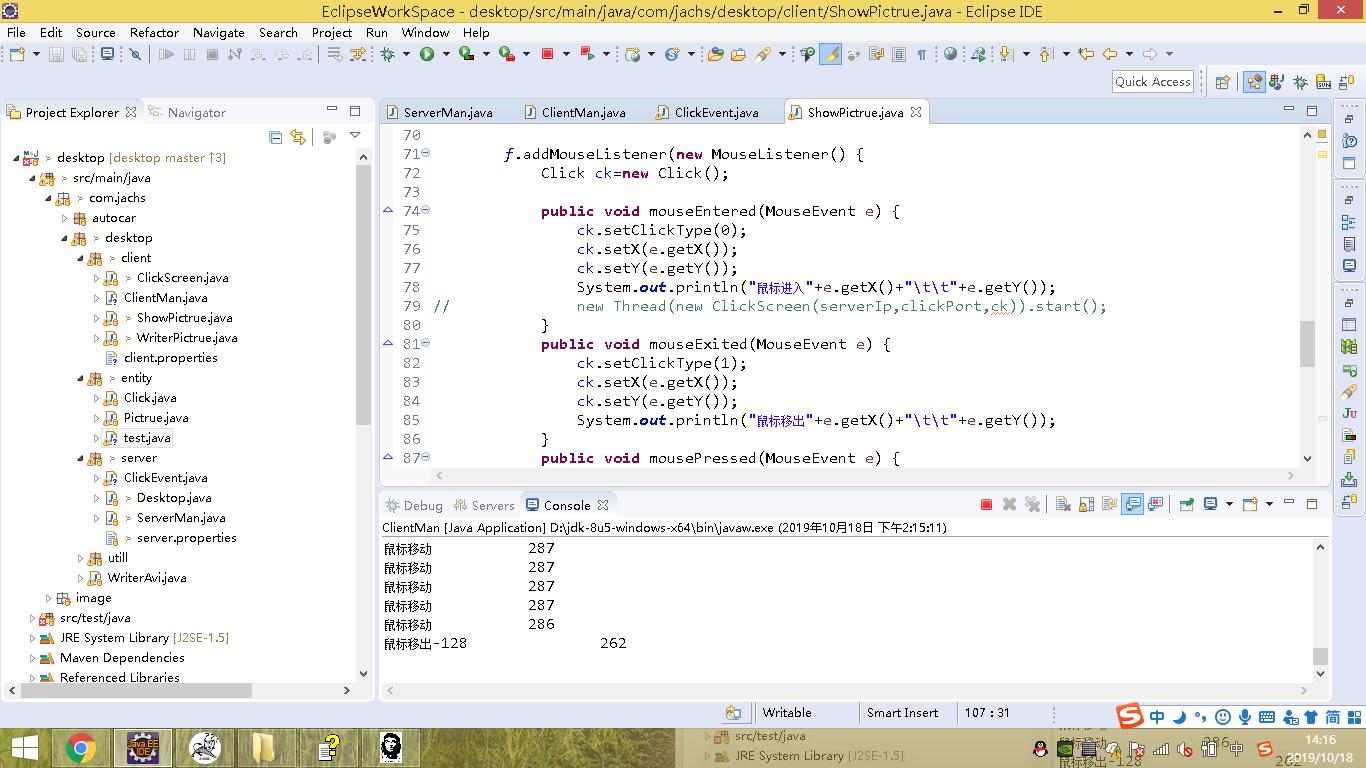 EclipseWorkSpace - desktop/src/main/java/com/jachs/desktop/client/ShowPictrue.java - Eclipse IDE
File Edit Source Refactor Navigate Search Project Run Window Help
Quick Access
Project Explorer
Navigator
> desktop [desktop master ↑3]
> src/main/java
> com.jachs
autocar
> desktop
> client
> ClickScreen.java
ClientMan.java
> ShowPictrue.java
> WriterPictrue.java
client.properties
> entity
Click.java
Pictrue.java
test.java
> server
ClickEvent.java
> Desktop.java
ServerMan.java
> server.properties
utill
WriterAvi.java
image
src/test/java
JRE System Library [J2SE-1.5]
Maven Dependencies
Referenced Libraries
ServerMan.java ClientMan.java ClickEvent.java ShowPictrue.java
70
71 f.addMouseListener(new MouseListener() {
72 Click ck=new Click();
73
74 public void mouseEntered(MouseEvent e) {
75 ck.setClickType(0);
76 ck.setX(e.getX());
77 ck.setY(e.getY());
78 System.out.println("鼠标进入"+e.getX()+"\t\t"+e.getY());
79 // new Thread(new ClickScreen(serverIp,clickPort,ck)).start();
80 }
81 public void mouseExited(MouseEvent e) {
82 ck.setClickType(1);
83 ck.setX(e.getX());
84 ck.setY(e.getY());
85 System.out.println("鼠标移出"+e.getX()+"\t\t"+e.getY());
86 }
87 public void mousePressed(MouseEvent e) {
Debug Servers Console
ClientMan [Java Application] D:\jdk-8u5-windows-x64\bin\javaw.exe (2019年10月18日 下午2:15:11)
鼠标移动 287
鼠标移动 287
鼠标移动 287
鼠标移动 287
鼠标移动 286
鼠标移出-128 262
Writable
Smart Insert
107 : 31
中
简
src/test/java
JRE System Library [J2SE-1.5]
286
鼠标移出-128 262
中
14:16
2019/10/18